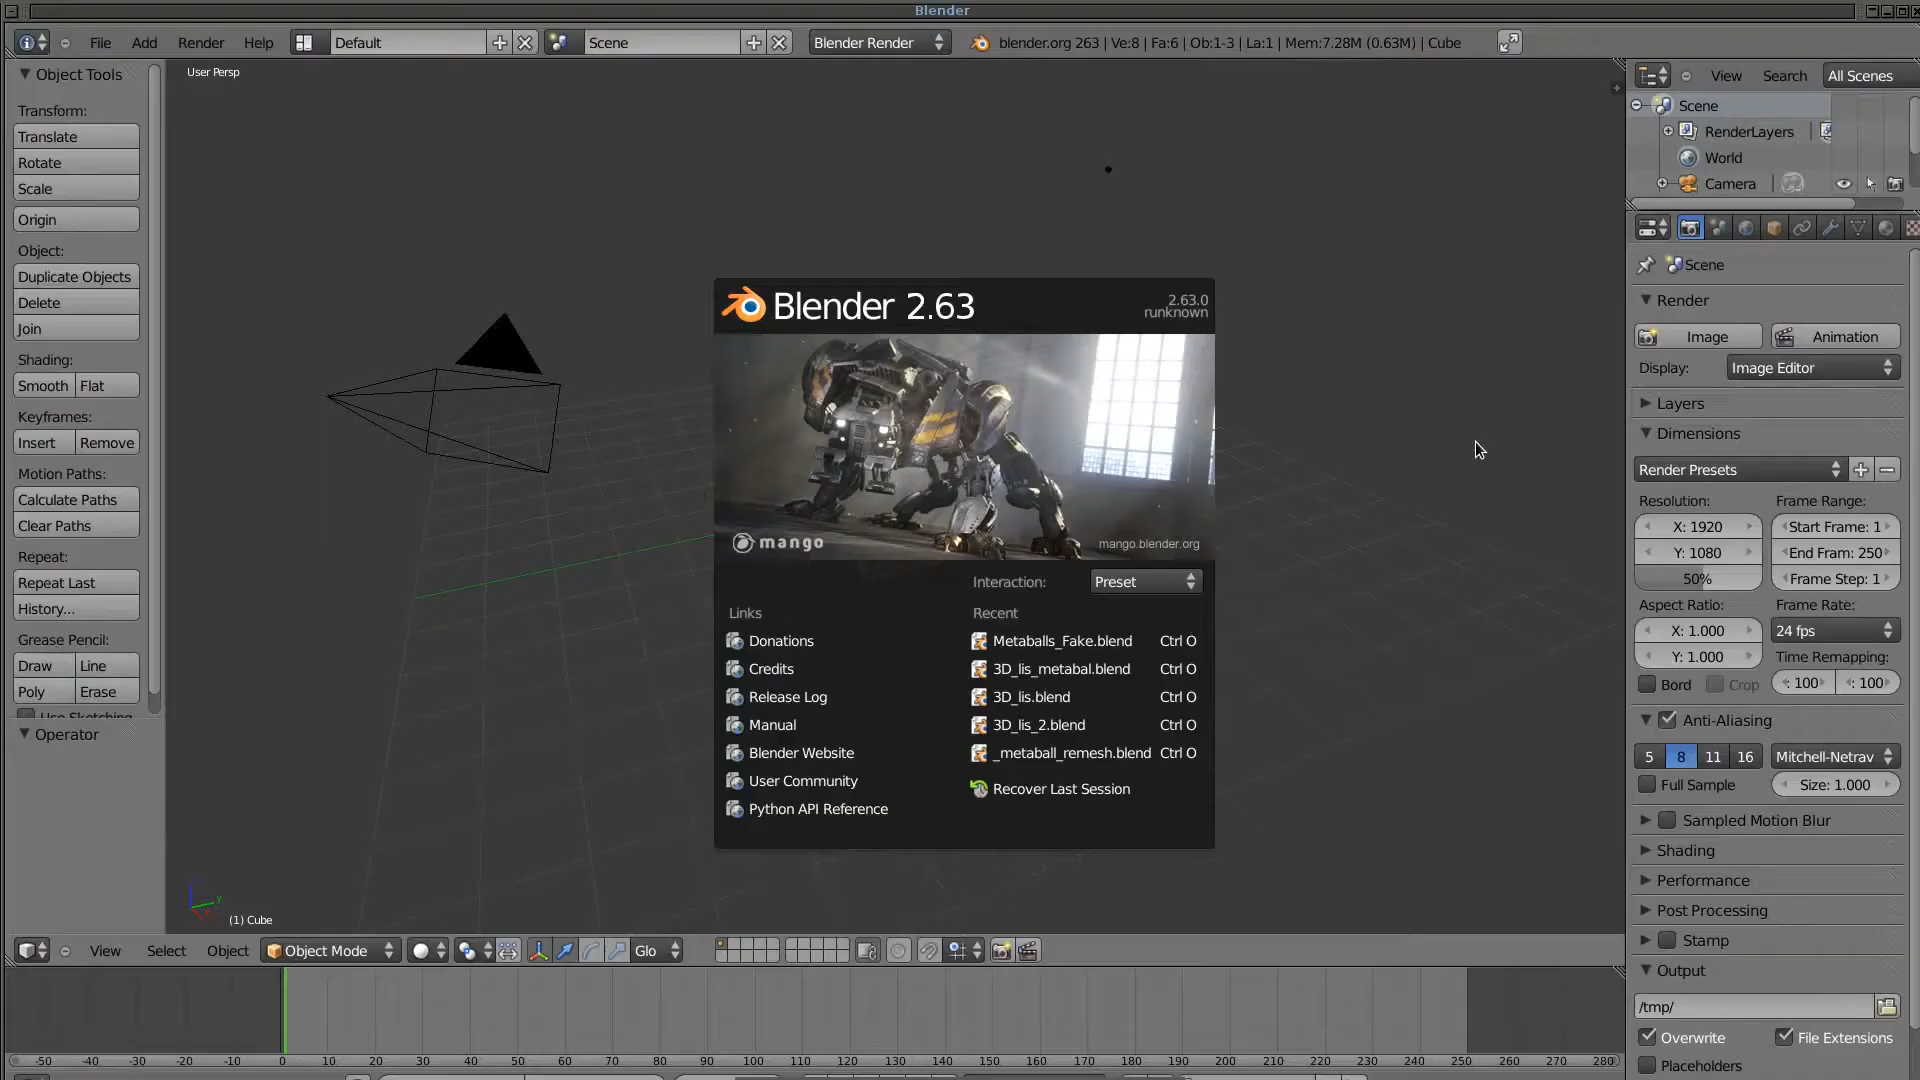 Blender
File Add Render Help Default Scene Blender Render blender.org 263 | Ve:8 | Fa:6 | Ob:1-3 | La:1 | Mem:7.28M (0.63M) | Cube
Object Tools
Transform:
Translate
Rotate
Scale
Origin
Object:
Duplicate Objects
Delete
Join
Shading:
Smooth Flat
Keyframes:
Insert Remove
Motion Paths:
Calculate Paths
Clear Paths
Repeat:
Repeat Last
History...
Grease Pencil:
Draw Line
Poly Erase
Use Sketching
Operator
User Persp
Blender 2.63
2.63.0
runknown
mango
mango.blender.org
Interaction: Preset
Links
Donations
Credits
Release Log
Manual
Blender Website
User Community
Python API Reference
Recent
Metaballs_Fake.blend Ctrl O
3D_lis_metabal.blend Ctrl O
3D_lis.blend Ctrl O
3D_lis_2.blend Ctrl O
_metaball_remesh.blend Ctrl O
Recover Last Session
y
(1) Cube
View Select Object Object Mode Glo
-50 -40 -30 -20 -10 0 10 20 30 40 50 60 70 80 90 100 110 120 130 140 150 160 170 180 190 200 210 220 230 240 250 260 270 280
View Search All Scenes
Scene
RenderLayers |
World
Camera |
Scene
Render
Image Animation
Display: Image Editor
Layers
Dimensions
Render Presets
Resolution: Frame Range:
X: 1920 Start Frame: 1
Y: 1080 End Fram: 250
50% Frame Step: 1
Aspect Ratio: Frame Rate:
X: 1.000 24 fps
Y: 1.000 Time Remapping:
Bord Crop : 100 : 100
Anti-Aliasing
5 8 11 16 Mitchell-Netrav
Full Sample Size: 1.000
Sampled Motion Blur
Shading
Performance
Post Processing
Stamp
Output
/tmp/
Overwrite File Extensions
Placeholders